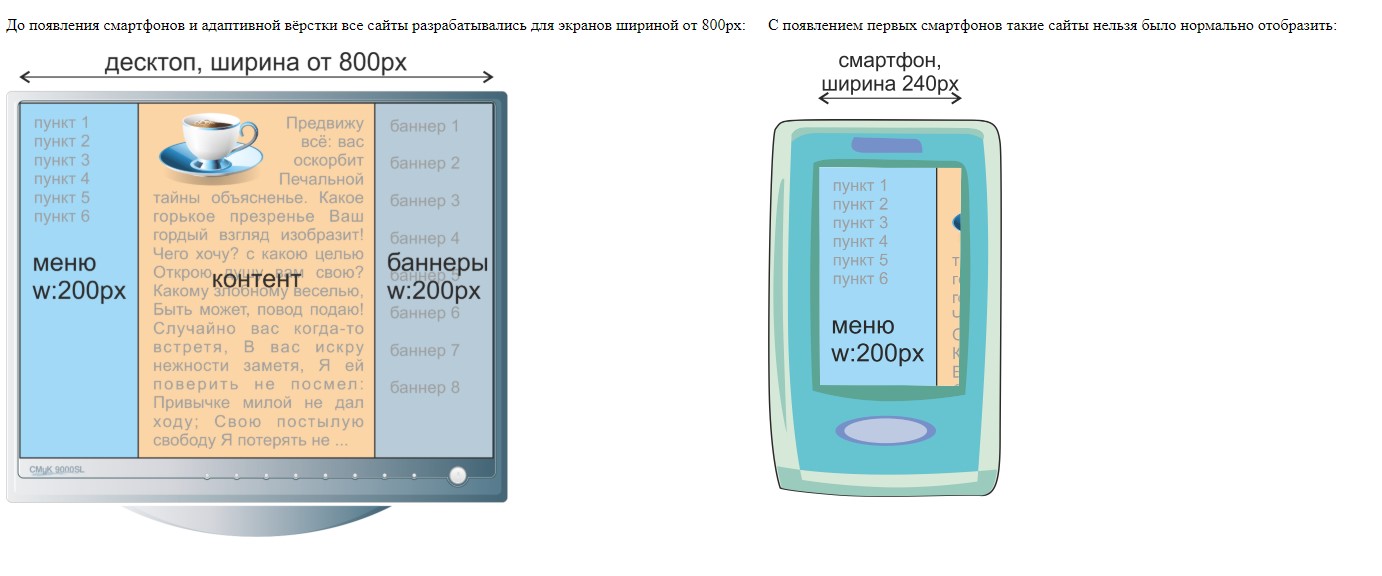 До появления смартфонов и адаптивной вёрстки все сайты разрабатывались для экранов шириной от 800px:
десктоп, ширина от 800px
пункт 1
пункт 2
пункт 3
пункт 4
пункт 5
пункт 6
меню
w:200px
Предвижу
всё: вас
оскорбит
Печальной
тайны объясненье. Какое
горькое презренье Ваш
гордый взгляд изобразит!
Чего хочу? с какою целью
Открою душу вам свою?
Какому злобному веселью,
Быть может, повод подаю!
Случайно вас когда-то
встретя, В вас искру
нежности заметя, Я ей
поверить не посмел:
Привычке милой не дал
ходу; Свою постылую
свободу Я потерять не ...
контент
баннер 1
баннер 2
баннер 3
баннер 4
баннер 5
баннер 6
баннер 7
баннер 8
баннеры
w:200px
CMyK 9000SL
С появлением первых смартфонов такие сайты нельзя было нормально отобразить:
смартфон,
ширина 240px
пункт 1
пункт 2
пункт 3
пункт 4
пункт 5
пункт 6
меню
w:200px
т
г
г
Ч
О
К
Б